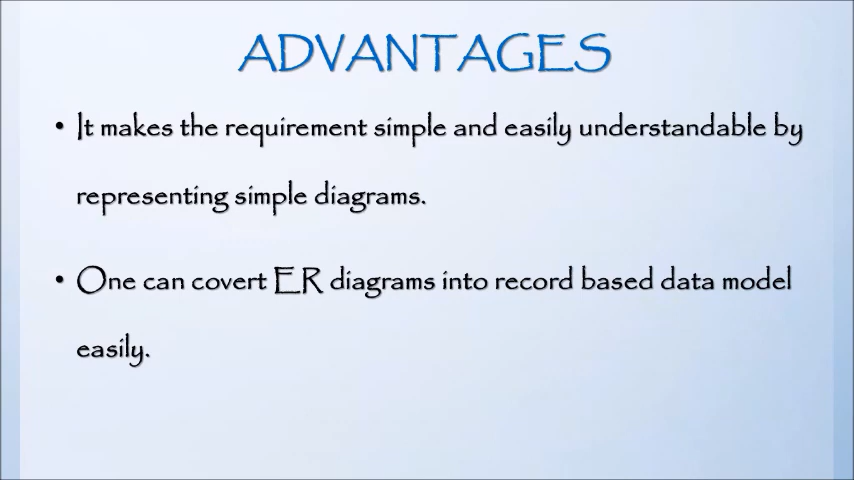 ADVANTAGES
• It makes the requirement simple and easily understandable by
representing simple diagrams.
• One can covert ER diagrams into record based data model
easily.